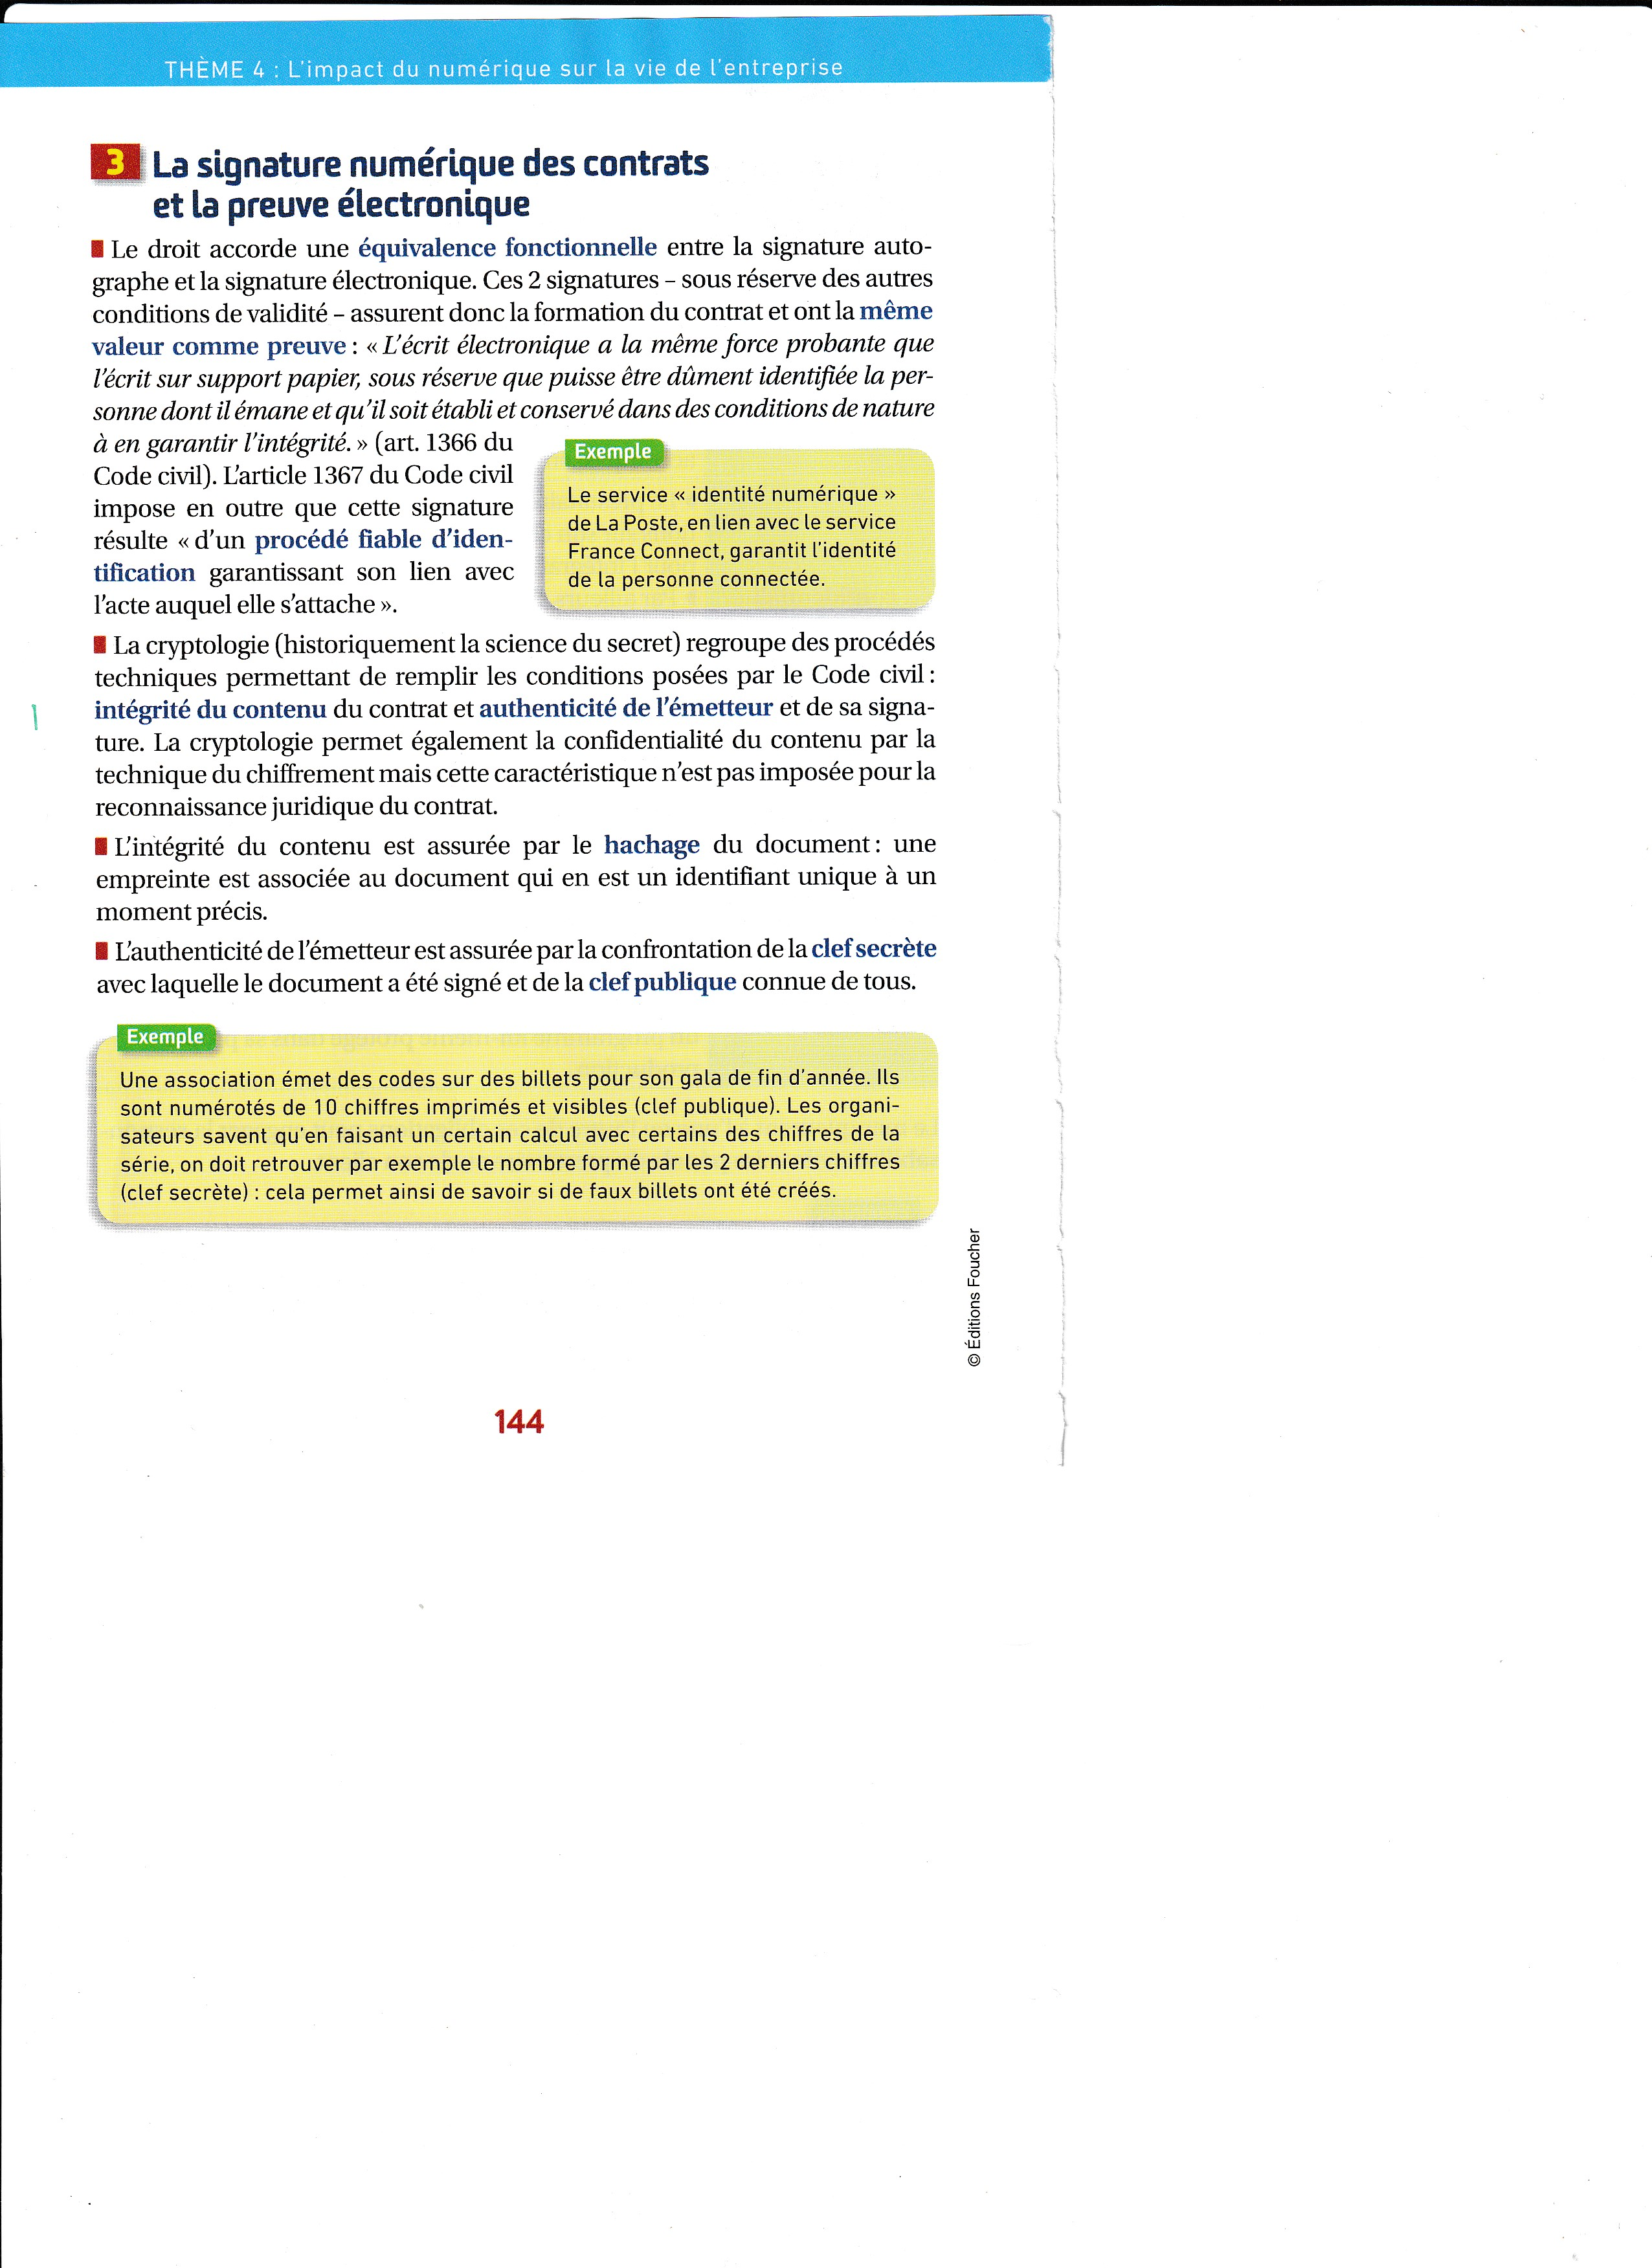 THÈME 4 : L'impact du numérique sur la vie de l'entreprise
3 La signature numérique des contrats
et la preuve électronique
Le droit accorde une équivalence fonctionnelle entre la signature auto-
graphe et la signature électronique. Ces 2 signatures – sous réserve des autres
conditions de validité – assurent donc la formation du contrat et ont la même
valeur comme preuve : « L'écrit électronique a la même force probante que
l'écrit sur support papier, sous réserve que puisse être dûment identifiée la per-
sonne dont il émane et qu'il soit établi et conservé dans des conditions de nature
à en garantir l'intégrité. » (art. 1366 du
Code civil). L'article 1367 du Code civil
impose en outre que cette signature
résulte « d'un procédé fiable d'iden-
tification garantissant son lien avec
l'acte auquel elle s'attache ».
Exemple
Le service « identité numérique »
de La Poste, en lien avec le service
France Connect, garantit l'identité
de la personne connectée.
La cryptologie (historiquement la science du secret) regroupe des procédés
techniques permettant de remplir les conditions posées par le Code civil :
intégrité du contenu du contrat et authenticité de l'émetteur et de sa signa-
ture. La cryptologie permet également la confidentialité du contenu par la
technique du chiffrement mais cette caractéristique n'est pas imposée pour la
reconnaissance juridique du contrat.
L'intégrité du contenu est assurée par le hachage du document : une
empreinte est associée au document qui en est un identifiant unique à un
moment précis.
L'authenticité de l'émetteur est assurée par la confrontation de la clef secrète
avec laquelle le document a été signé et de la clef publique connue de tous.
Exemple
Une association émet des codes sur des billets pour son gala de fin d'année. Ils
sont numérotés de 10 chiffres imprimés et visibles (clef publique). Les organi-
sateurs savent qu'en faisant un certain calcul avec certains des chiffres de la
série, on doit retrouver par exemple le nombre formé par les 2 derniers chiffres
(clef secrète) : cela permet ainsi de savoir si de faux billets ont été créés.
© Éditions Foucher
144